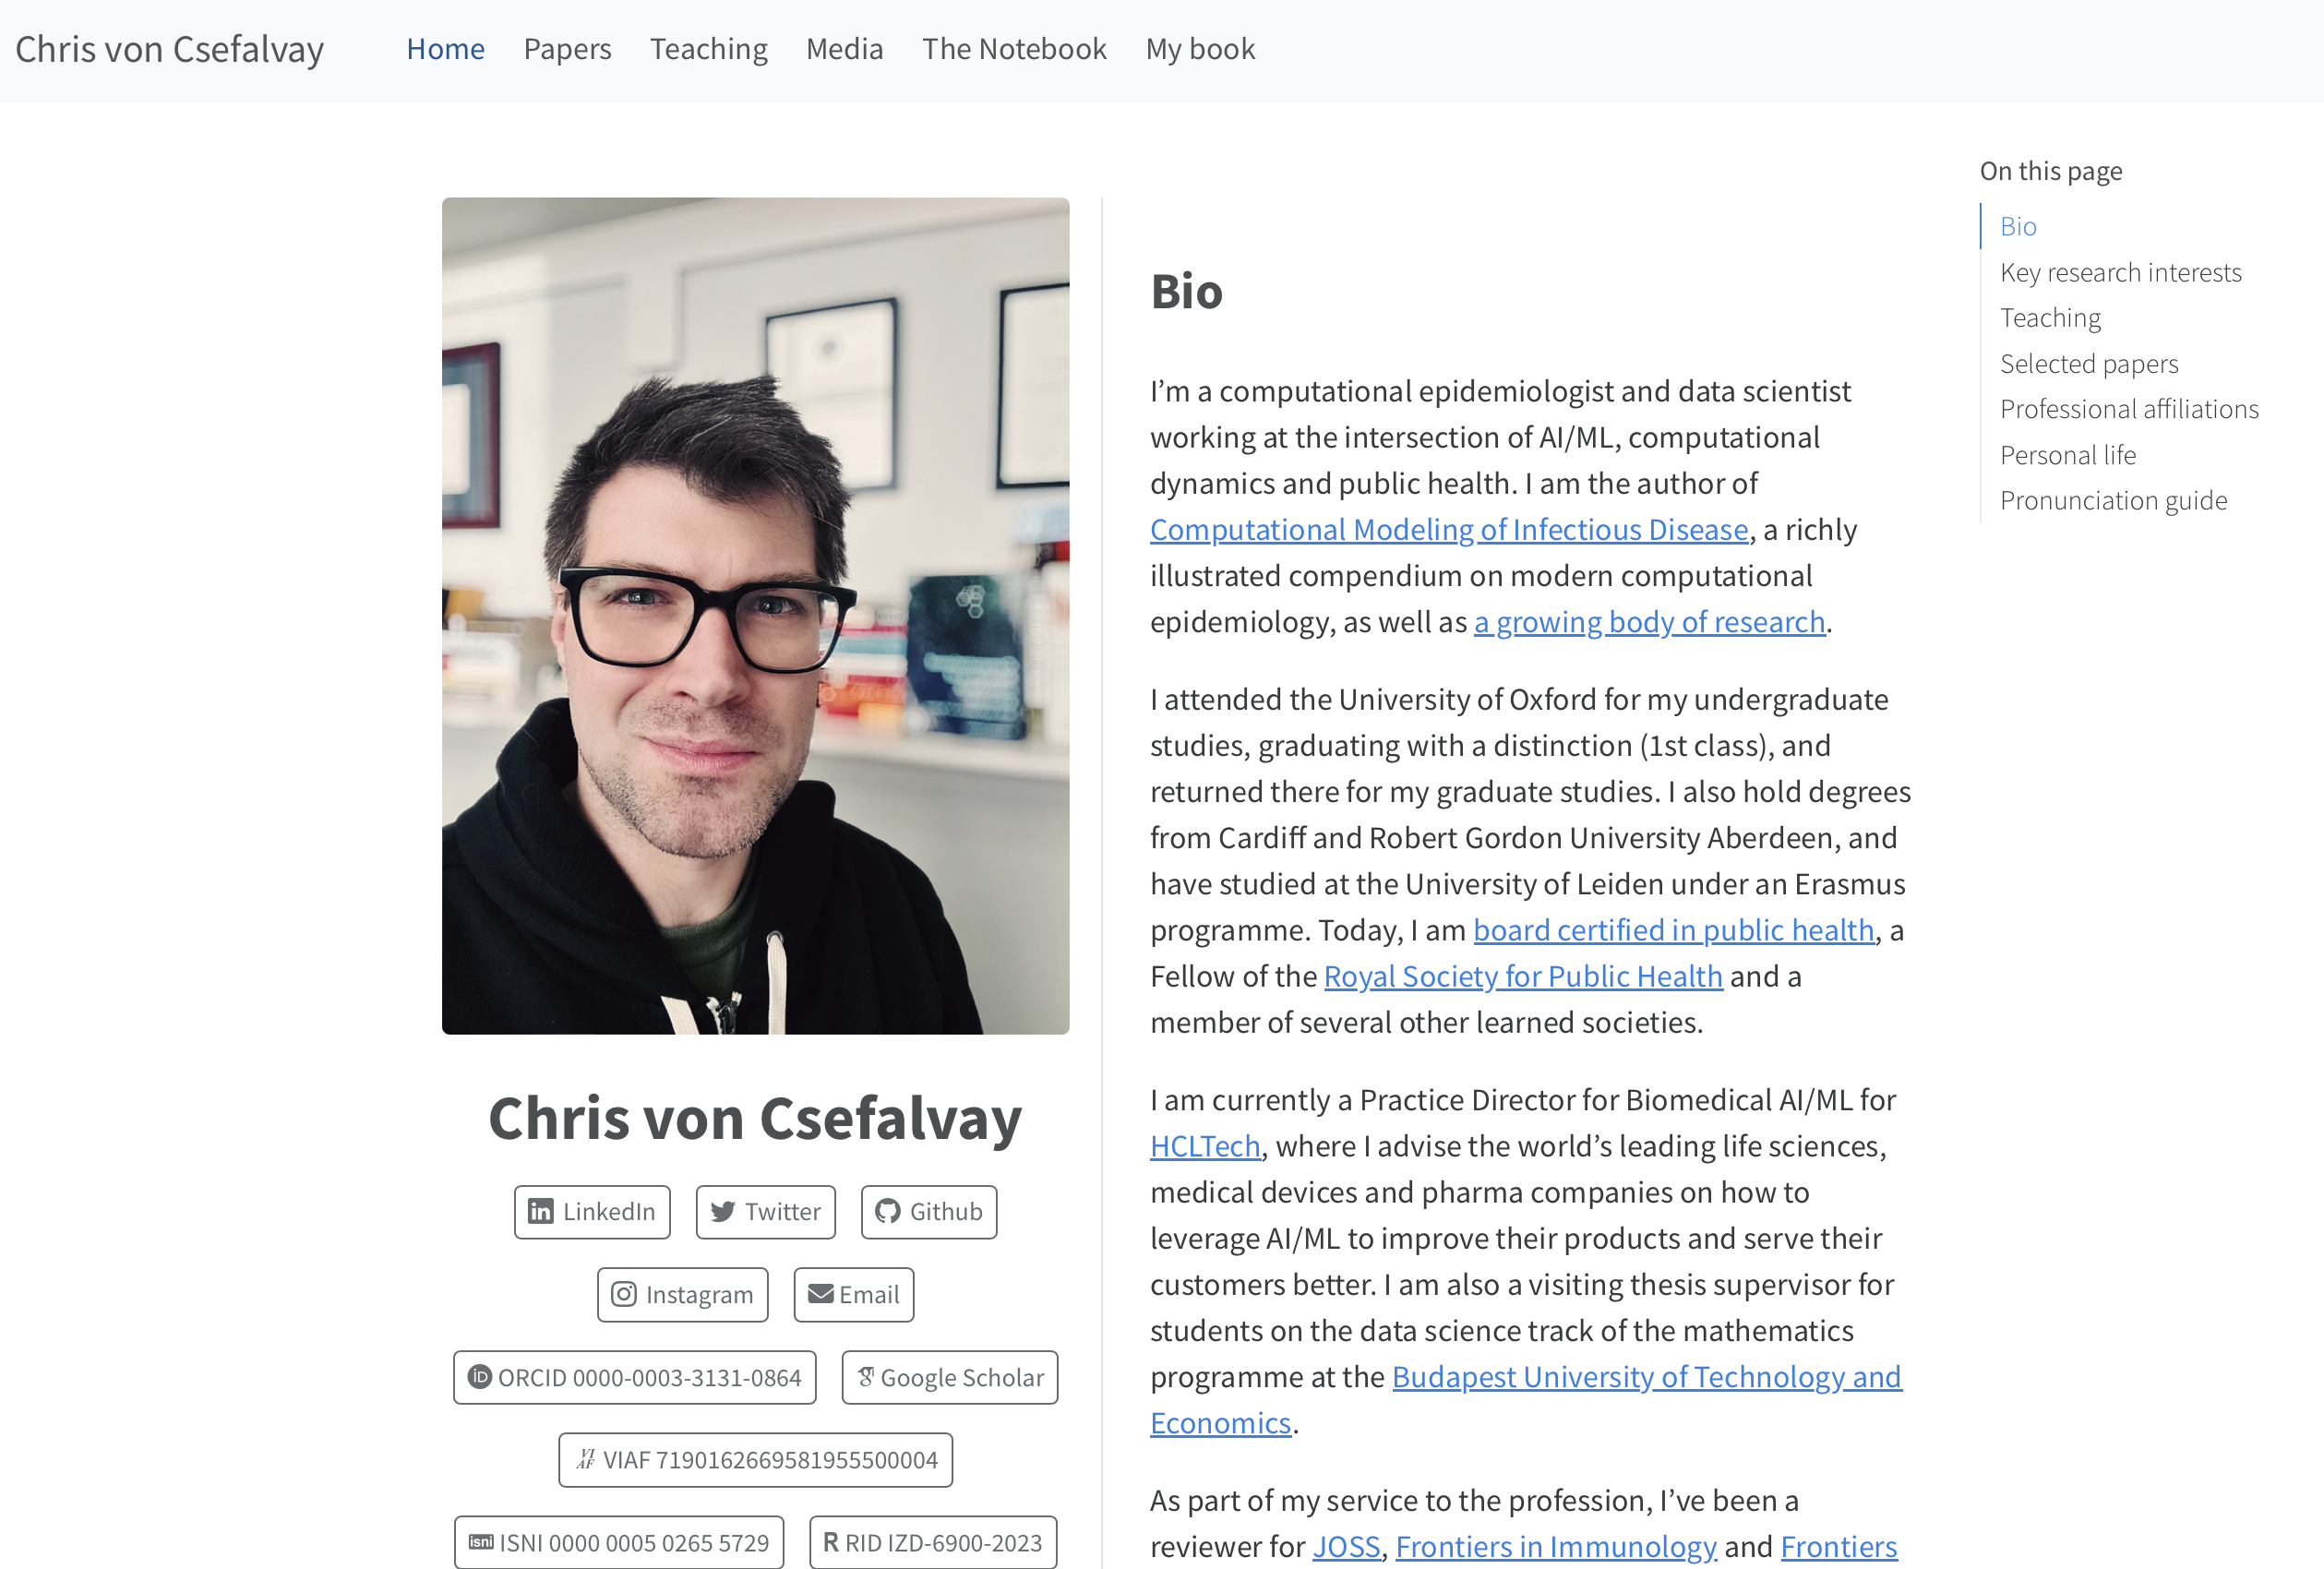 Chris von Csefalvay
Home
Papers
Teaching
Media
The Notebook
My book
Chris von Csefalvay
LinkedIn
Twitter
Github
Instagram
Email
iD ORCID 0000-0003-3131-0864
Google Scholar
VIAF VIAF 7190162669581955500004
isni ISNI 0000 0005 0265 5729
R RID IZD-6900-2023
Bio
I’m a computational epidemiologist and data scientist
working at the intersection of AI/ML, computational
dynamics and public health. I am the author of
Computational Modeling of Infectious Disease, a richly
illustrated compendium on modern computational
epidemiology, as well as a growing body of research.
I attended the University of Oxford for my undergraduate
studies, graduating with a distinction (1st class), and
returned there for my graduate studies. I also hold degrees
from Cardiff and Robert Gordon University Aberdeen, and
have studied at the University of Leiden under an Erasmus
programme. Today, I am board certified in public health, a
Fellow of the Royal Society for Public Health and a
member of several other learned societies.
I am currently a Practice Director for Biomedical AI/ML for
HCLTech, where I advise the world’s leading life sciences,
medical devices and pharma companies on how to
leverage AI/ML to improve their products and serve their
customers better. I am also a visiting thesis supervisor for
students on the data science track of the mathematics
programme at the Budapest University of Technology and
Economics.
As part of my service to the profession, I’ve been a
reviewer for JOSS, Frontiers in Immunology and Frontiers
On this page
Bio
Key research interests
Teaching
Selected papers
Professional affiliations
Personal life
Pronunciation guide